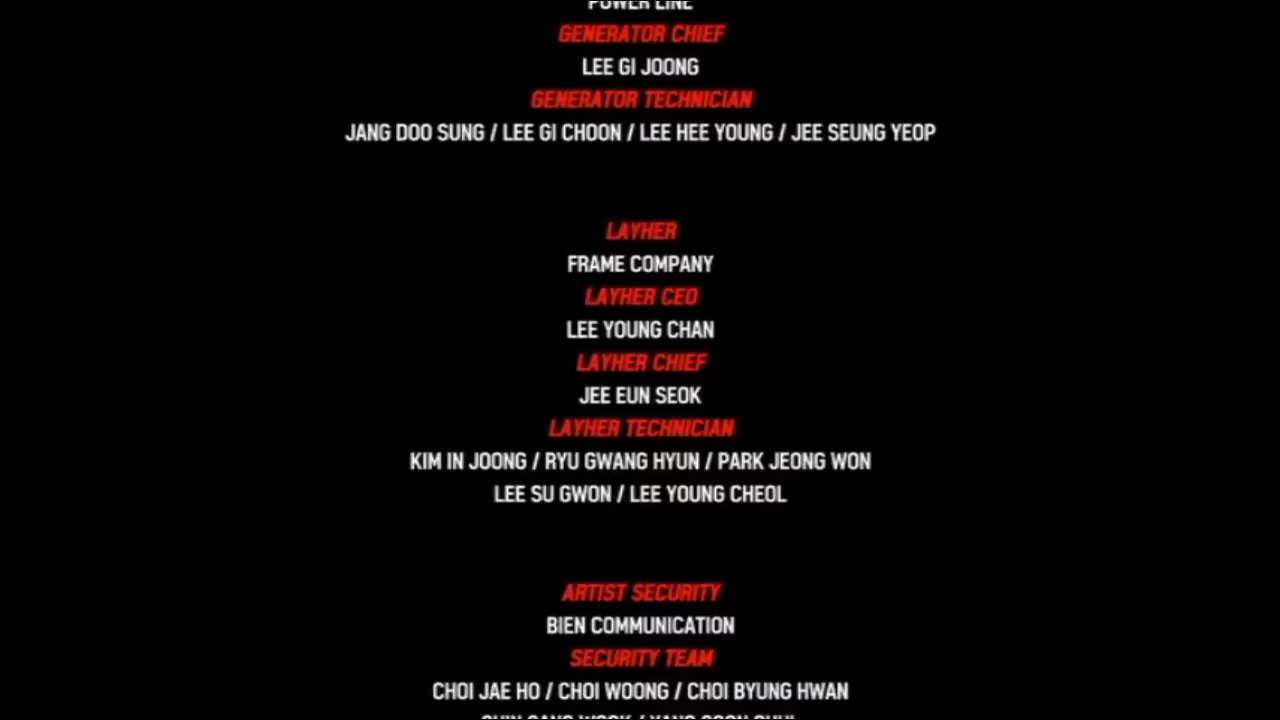 POWER LINE
GENERATOR CHIEF
LEE GI JOONG
GENERATOR TECHNICIAN
JANG DOO SUNG / LEE GI CHOON / LEE HEE YOUNG / JEE SEUNG YEOP
LAYHER
FRAME COMPANY
LAYHER CEO
LEE YOUNG CHAN
LAYHER CHIEF
JEE EUN SEOK
LAYHER TECHNICIAN
KIM IN JOONG / RYU GWANG HYUN / PARK JEONG WON
LEE SU GWON / LEE YOUNG CHEOL
ARTIST SECURITY
BIEN COMMUNICATION
SECURITY TEAM
CHOI JAE HO / CHOI WOONG / CHOI BYUNG HWAN